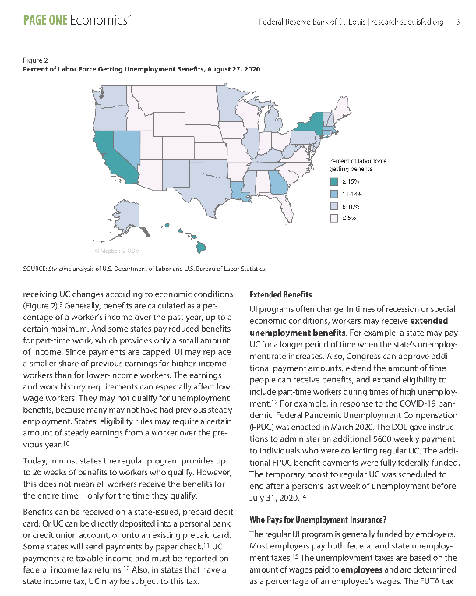 PAGE ONE Economics®
Federal Reserve Bank of St. Louis | research.stlouisfed.org
Figure 2
Percent of Labor Force Getting Unemployment Benefits, August 22, 2020
Percent of labor force
getting benefits
≥ 15%
≤ 5%
SOURCE: analysis of U.S. Department of Labor and U.S. Bureau of Labor Statistics
receiving UC changes according to economic conditions
(Figure 2). Generally, benefits are calculated as a per-
centage of a worker's income over the past year, up to a
certain maximum. And some states pay reduced benefits
for part-time work, which provides only a small amount
of income. Since payments are capped, UI may replace
a smaller share of previous earnings for higher-income
workers than for lower-income workers. The earnings
and work history requirements can especially affect low-
wage workers. They may not qualify for unemployment
benefits, because many may not have had previous steady
employment. States' eligibility rules may require a certain
amount of steady earnings from a worker over the pre-
vious year.10
Today, in most states the regular program provides up
to 26 weeks of benefits to workers who qualify. However,
this does not mean all workers receive the benefits for
the entire time—only for the time they qualify.
Benefits can be received on a state-issued, prepaid debit
card. Or UC can be directly deposited into a personal bank
or credit union account, or onto an existing prepaid card.
Some states will send payments by paper check.11 UC
payments are taxable income and must be reported on
federal income tax returns.12 Also, in states that have a
state income tax, UC may be subject to this tax.
Extended Benefits
UI programs often change. In times of recession or special
economic conditions, workers may receive extended
unemployment benefits. For example, a state may pay
UC for a longer period of time when the state's unemploy-
ment rate increases. Also, Congress can approve addi-
tional payment amounts, extend the amount of time
people can receive benefits, and expand eligibility to
include part-time workers during times of high unemploy-
ment.13 For example, in response to the COVID-19 pan-
demic, Federal Pandemic Unemployment Compensation
(FPUC) was enacted in March 2020. The DOL gave instruc-
tions to administer an additional $600 weekly payment
to individuals who were collecting regular UC. The addi-
tional FPUC benefit payments were fully federally funded.
The temporary boost to regular UC was scheduled to
end after a person's last week of unemployment before
July 31, 2020.14
Who Pays for Unemployment Insurance?
The regular UI program is generally funded by employers.
Most employers pay both federal and state unemploy-
ment taxes.15 The unemployment taxes are based on the
amount of wages paid to employees and are determined
as a percentage of an employee's wages. The FUTA tax